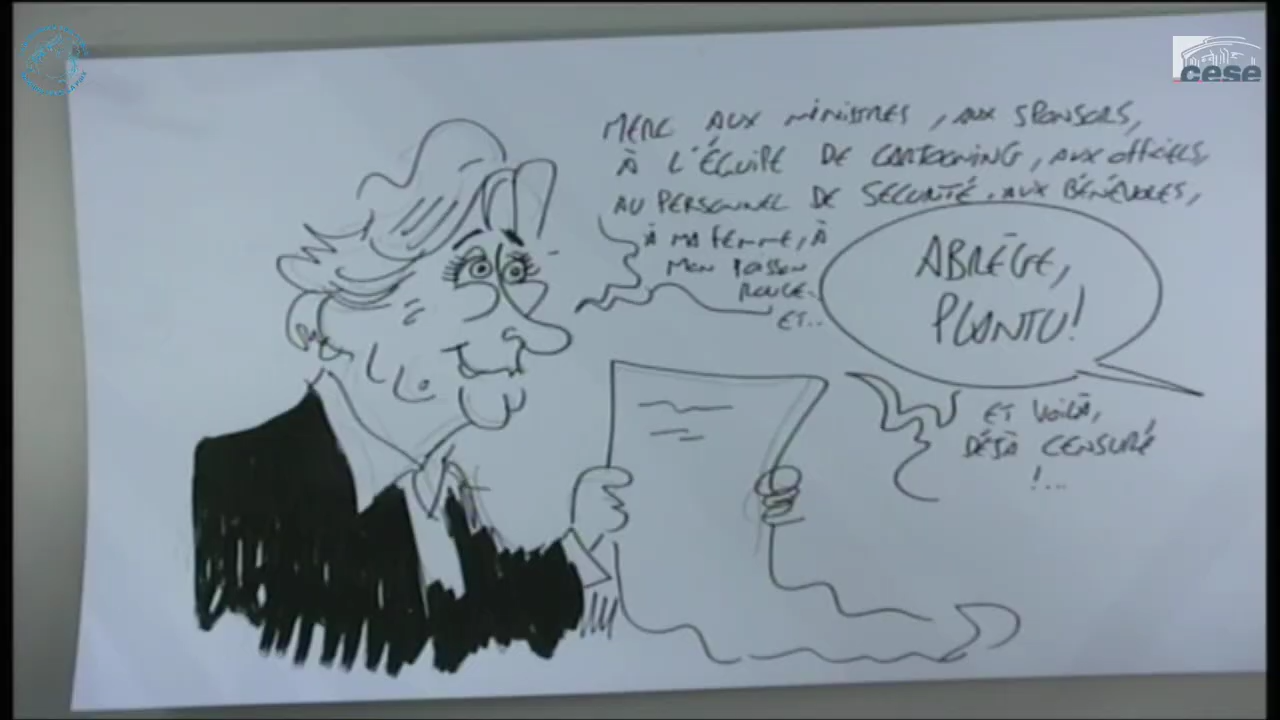 cese
MERC AUX MINISTRES, AUX SPONSORS,
À L'ÉQUIPE DE CARTOONING, AUX OFFICIELS,
AU PERSONNEL DE SÉCURITÉ, AUX BÉNÉVOLES,
À MA FEMME, À
MON POISSON
ROUGE.
ET...
ABRÈGE,
PLANTU!
ET VOILÀ,
DÉJÀ CENSURÉ
!...